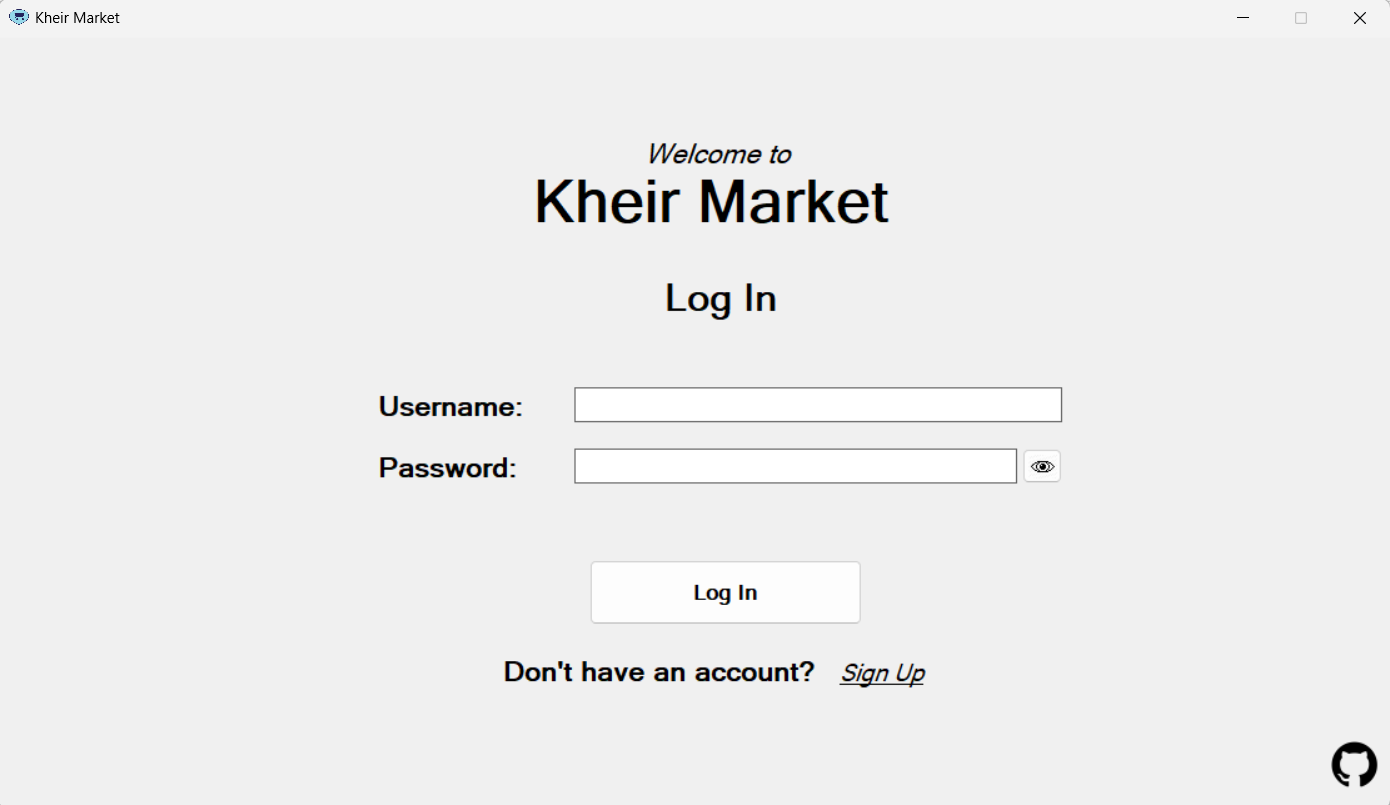 Kheir Market
Welcome to
Kheir Market
Log In
Username:
Password:
Log In
Don't have an account? Sign Up